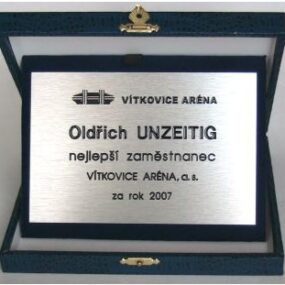 VÍTKOVICE ARÉNA
Oldřich UNZEITIG
nejlepší zaměstnanec
VÍTKOVICE ARÉNA, a. s.
za rok 2007